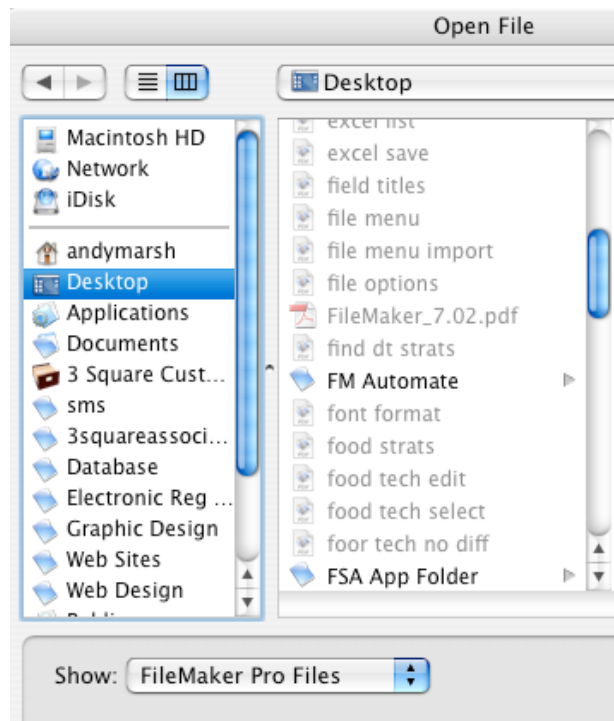 Open File
Desktop
Macintosh HD
Network
iDisk
andymarsh
Desktop
Applications
Documents
3 Square Cust...
sms
3squareassoci...
Database
Electronic Reg ...
Graphic Design
Web Sites
Web Design
excel list
excel save
field titles
file menu
file menu import
file options
FileMaker_7.02.pdf
find dt strats
FM Automate
font format
food strats
food tech edit
food tech select
foor tech no diff
FSA App Folder
Show: FileMaker Pro Files